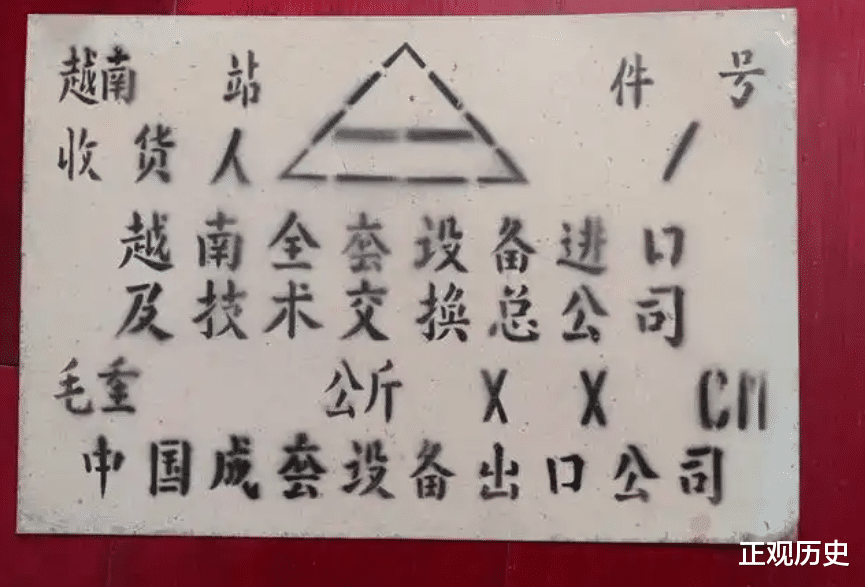 越南 站 件 号
收货人 /
越南全套设备进口
及技术交换总公司
毛重 公斤 X X CM
中国成套设备出口公司
正观历史